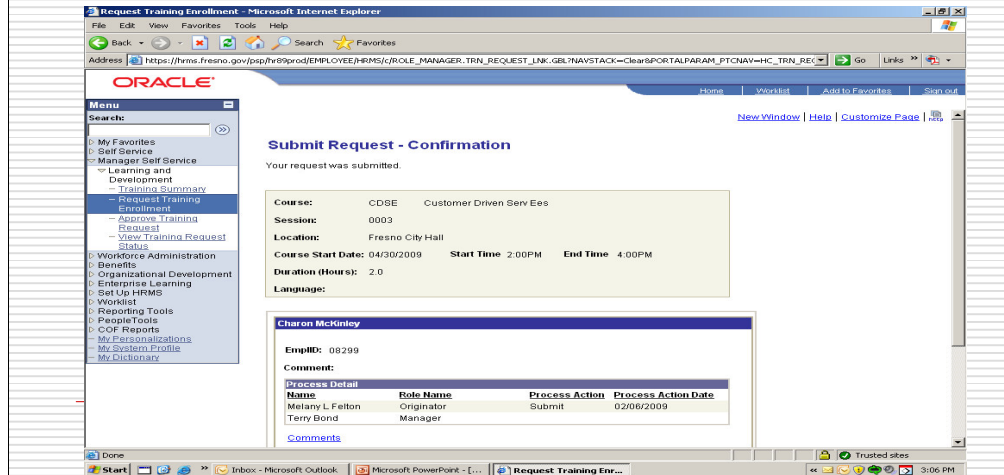 Request Training Enrollment - Microsoft Internet Explorer
File Edit View Favorites Tools Help
Back Search Favorites
Address https://hrms.fresno.gov/psp/hr89prod/EMPLOYEE/HRMS/c/ROLE_MANAGER.TRN_REQUEST_LNK.GBL?NAVSTACK=Clear&PORTALPARAM_PTCNAV=HC_TRN_REC Go Links »
ORACLE
Home Worklist Add to Favorites Sign out
Menu
Search:
New Window | Help | Customize Page | http
My Favorites
Self Service
Manager Self Service
Learning and
Development
– Training Summary
– Request Training
Enrollment
– Approve Training
Request
– View Training Request
Status
Workforce Administration
Benefits
Organizational Development
Enterprise Learning
Set Up HRMS
Worklist
Reporting Tools
PeopleTools
COF Reports
– My Personalizations
– My System Profile
– My Dictionary
Submit Request - Confirmation
Your request was submitted.
Course: CDSE Customer Driven Serv Ees
Session: 0003
Location: Fresno City Hall
Course Start Date: 04/30/2009 Start Time 2:00PM End Time 4:00PM
Duration (Hours): 2.0
Language:
Charon McKinley
EmplID: 08299
Comment:
Process Detail
Name Role Name Process Action Process Action Date
Melany L Felton Originator Submit 02/06/2009
Terry Bond Manager
Comments
Done Trusted sites
Start » Inbox - Microsoft Outlook Microsoft PowerPoint - [... Request Training Enr... « 3:06 PM